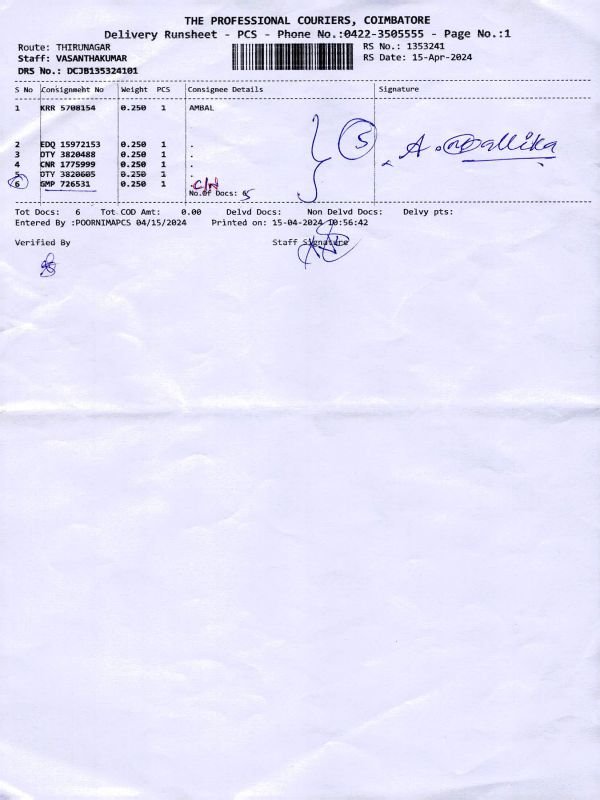 THE PROFESSIONAL COURIERS, COIMBATORE
Delivery Runsheet - PCS - Phone No.:0422-3505555 - Page No.:1
Route: THIRUNAGAR RS No.: 1353241
Staff: VASANTHAKUMAR RS Date: 15-Apr-2024
DRS No.: DCJB135324101
S No Consignment No Weight PCS Consignee Details Signature
1 KRR 5708154 0.250 1 AMBAL
2 EDQ 15972153 0.250 1 .
3 DTY 3820488 0.250 1 .
4 CNR 1775999 0.250 1 .
5 DTY 3820605 0.250 1 .
6 GMP 726531 0.250 1 .
5 A. Mallika
No.Of Docs: 6 5
Tot Docs: 6 Tot COD Amt: 0.00 Delvd Docs: Non Delvd Docs: Delvy pts:
Entered By :POORNIMAPCS 04/15/2024 Printed on: 15-04-2024 10:56:42
Verified By Staff Signature